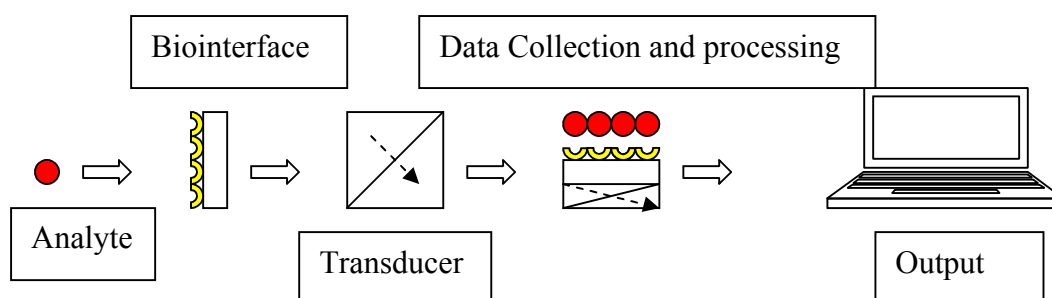 Biointerface
Data Collection and processing
Analyte
Transducer
Output